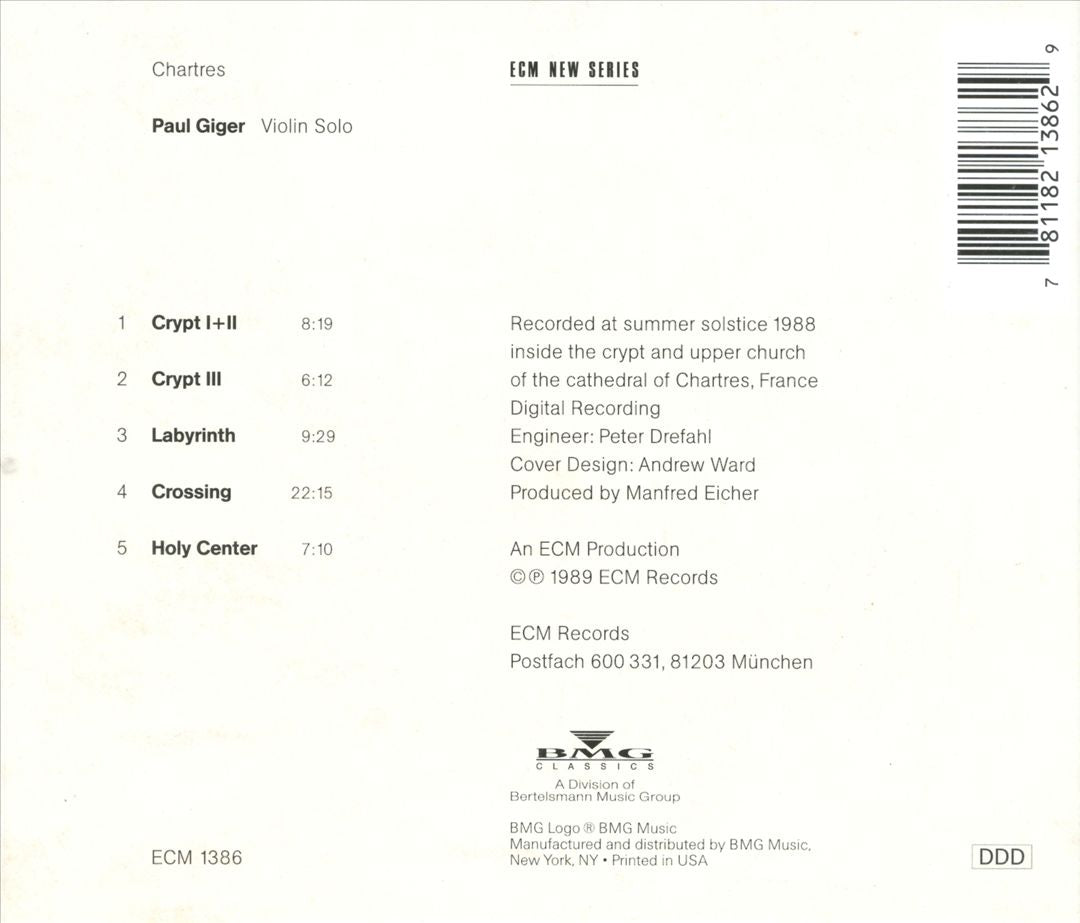 Chartres
ECM NEW SERIES
Paul Giger Violin Solo
7 81182 13862 9
1 Crypt I+II 8:19
2 Crypt III 6:12
3 Labyrinth 9:29
4 Crossing 22:15
5 Holy Center 7:10
Recorded at summer solstice 1988
inside the crypt and upper church
of the cathedral of Chartres, France
Digital Recording
Engineer: Peter Drefahl
Cover Design: Andrew Ward
Produced by Manfred Eicher
An ECM Production
©℗ 1989 ECM Records
ECM Records
Postfach 600 331, 81203 München
BMG
CLASSICS
A Division of
Bertelsmann Music Group
BMG Logo ® BMG Music
Manufactured and distributed by BMG Music,
New York, NY • Printed in USA
ECM 1386
DDD